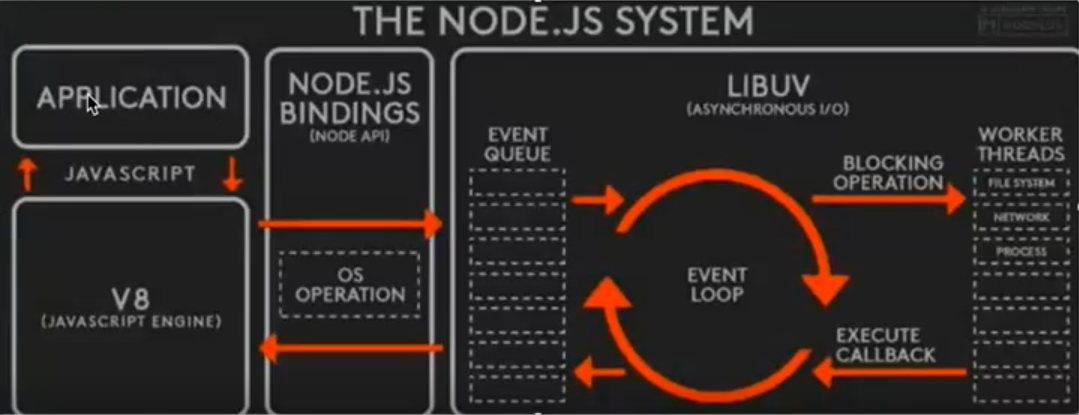 THE NODE.JS SYSTEM
APPLICATION
JAVASCRIPT
V8
(JAVASCRIPT ENGINE)
NODE.JS
BINDINGS
(NODE API)
OS
OPERATION
LIBUV
(ASYNCHRONOUS I/O)
EVENT
QUEUE
EVENT
LOOP
BLOCKING
OPERATION
EXECUTE
CALLBACK
WORKER
THREADS
FILE SYSTEM
NETWORK
PROCESS